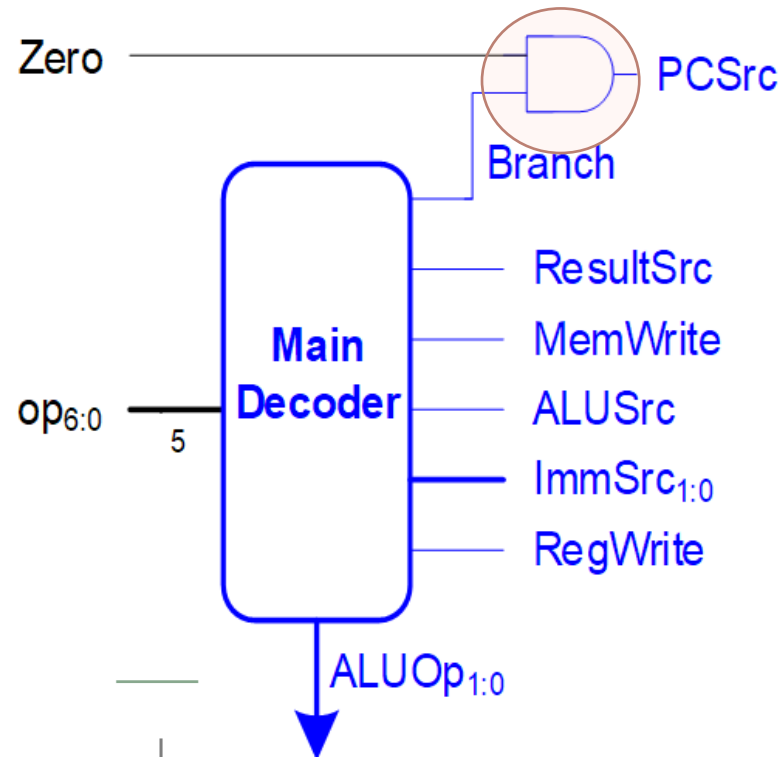 Zero
PCSrc
Branch
ResultSrc
Main
MemWrite
Decoder
op6:0
5
ALUSrc
ImmSrc1:0
RegWrite
ALUOp1:0